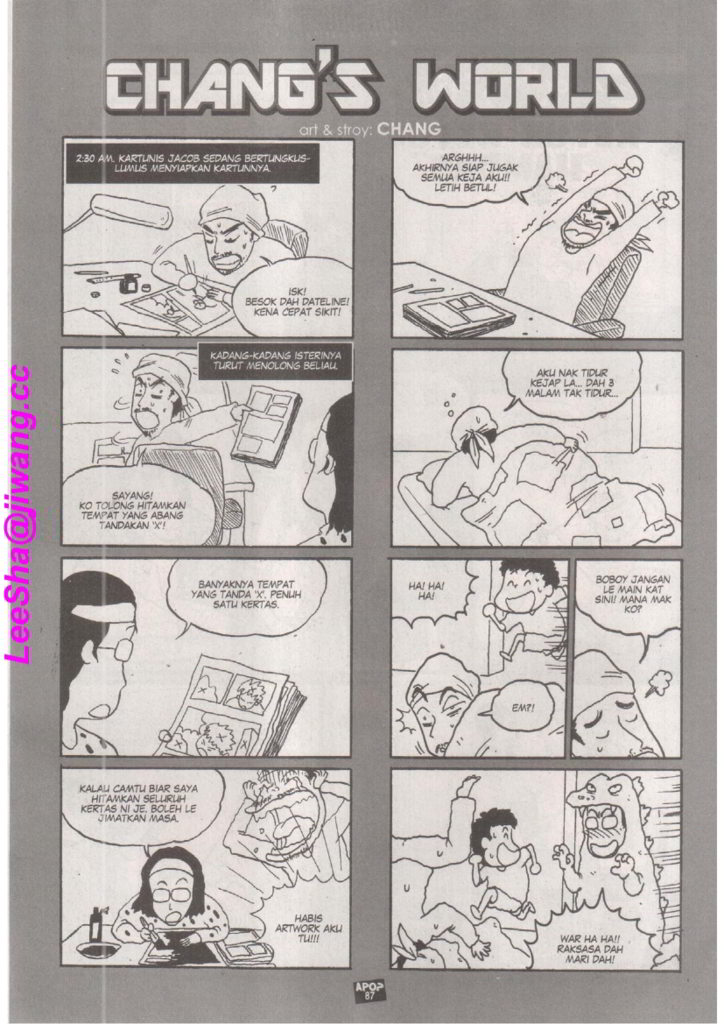 CHANG'S WORLD
art & stroy: CHANG
2:30 AM. KARTUNIS JACOB SEDANG BERTUNGKUS-
LUMUS MENYIAPKAN KARTUNNYA.
ISK!
BESOK DAH DATELINE!
KENA CEPAT SIKIT!
KADANG-KADANG ISTERINYA
TURUT MENOLONG BELIAU.
SAYANG!
KO TOLONG HITAMKAN
TEMPAT YANG ABANG
TANDAKAN 'X'!
BANYAKNYA TEMPAT
YANG TANDA 'X'. PENUH
SATU KERTAS.
KALAU CAMTU BIAR SAYA
HITAMKAN SELURUH
KERTAS NI JE. BOLEH LE
JIMATKAN MASA.
HABIS
ARTWORK AKU
TU!!!
ARGHHH...
AKHIRNYA SIAP JUGAK
SEMUA KEJA AKU!!
LETIH BETUL!
AKU NAK TIDUR
KEJAP LA... DAH 3
MALAM TAK TIDUR...
HA! HA!
HA!
EM?!
BOBOY JANGAN
LE MAIN KAT
SINI! MANA MAK
KO?
WAR HA HA!!
RAKSASA DAH
MARI DAH!
APOP
87
LeeSha@jiwang.cc